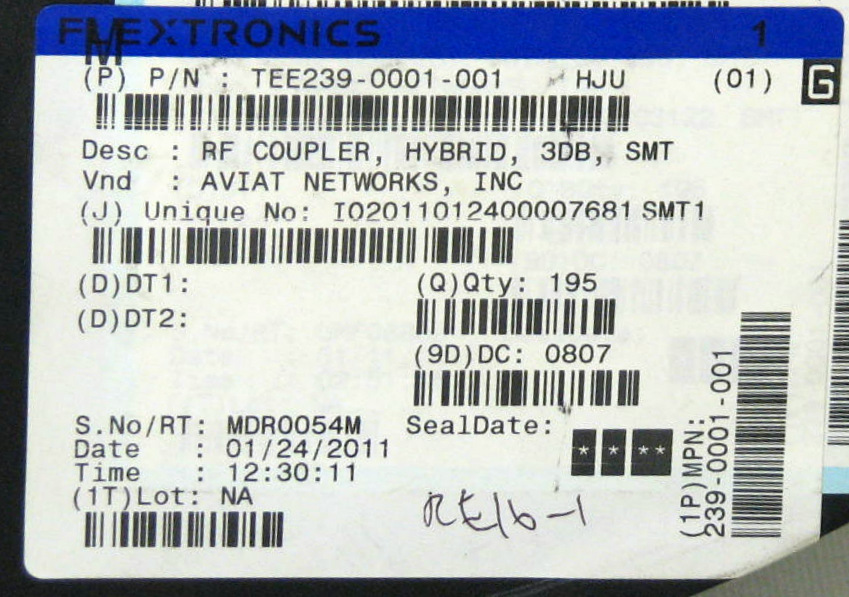 FLEXTRONICS 1
M
(P) P/N : TEE239-0001-001 HJU (01) G
Desc : RF COUPLER, HYBRID, 3DB, SMT
Vnd : AVIAT NETWORKS, INC
(J) Unique No: IO2011012400007681 SMT1
(D)DT1:
(Q)Qty: 195
(D)DT2:
(9D)DC: 0807
S.No/RT: MDR0054M
SealDate: * * **
Date : 01/24/2011
Time : 12:30:11
(1T)Lot: NA
RE16-1
(1P)MPN:
239-0001-001